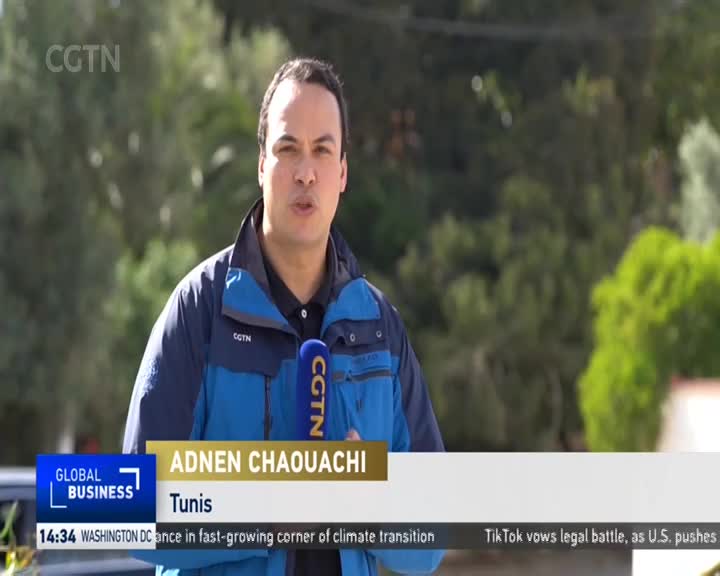 CGTN
CGTN
CGTN
ADNEN CHAOUACHI
GLOBAL
BUSINESS
Tunis
14:34 WASHINGTON DC ance in fast-growing corner of climate transition TikTok vows legal battle, as U.S. pushes